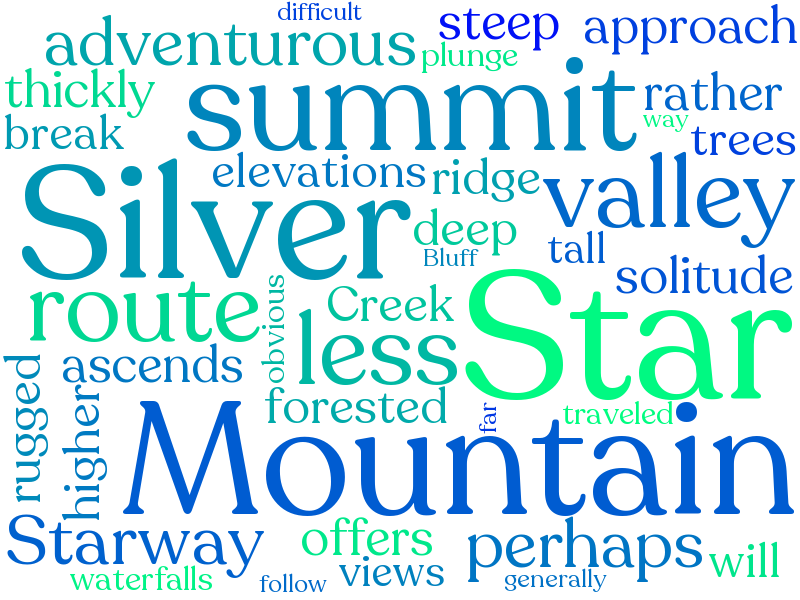 difficult
adventurous
steep
approach
plunge
thickly
summit
rather
way
break
trees
elevations
ridge
Silver
valley
deep
Bluff
tall
solitude
route
obvious
Creek
less
Star
ascends
rugged
higher
forested
far
traveled
Mountain
Starway
offers
perhaps
will
waterfalls
follow
views
generally